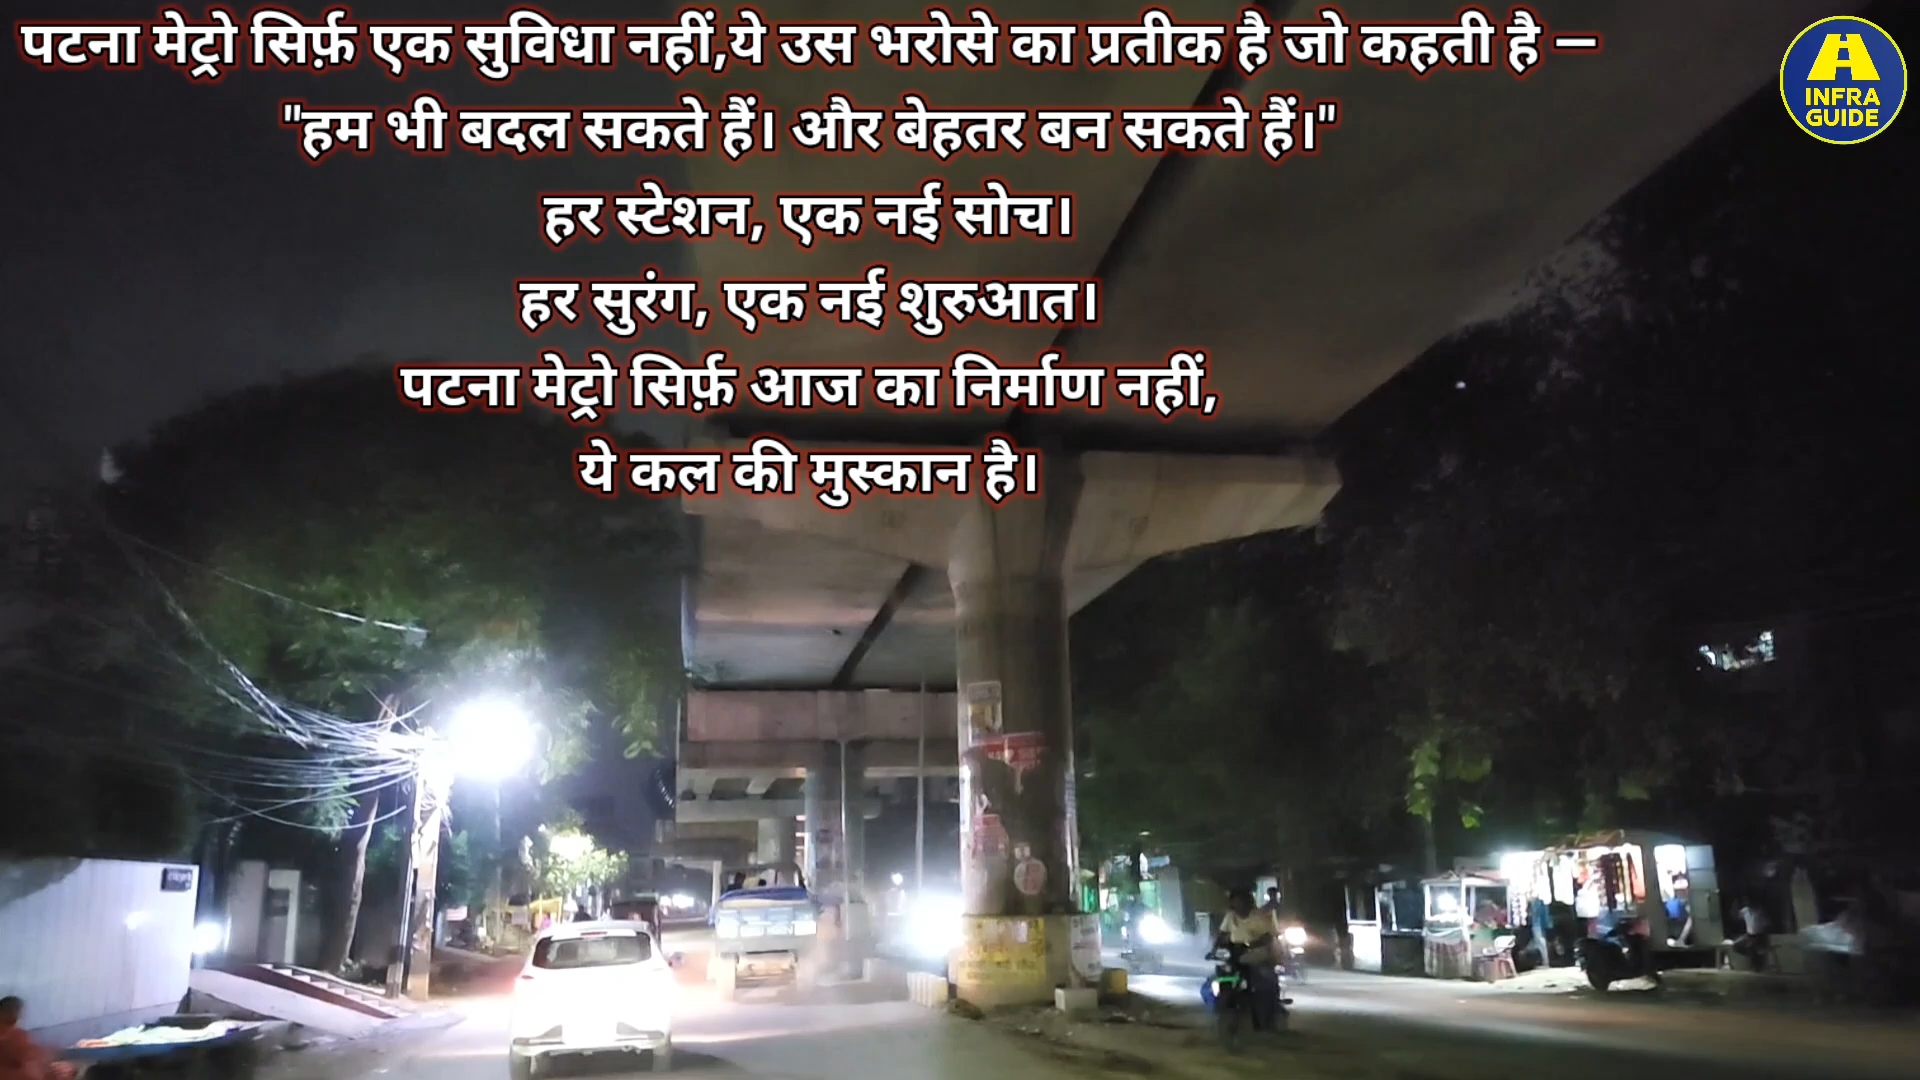 पटना मेट्रो सिर्फ़ एक सुविधा नहीं,ये उस भरोसे का प्रतीक है जो कहती है —
"हम भी बदल सकते हैं। और बेहतर बन सकते हैं।"
हर स्टेशन, एक नई सोच।
हर सुरंग, एक नई शुरुआत।
पटना मेट्रो सिर्फ़ आज का निर्माण नहीं,
ये कल की मुस्कान है।
INFRA
GUIDE